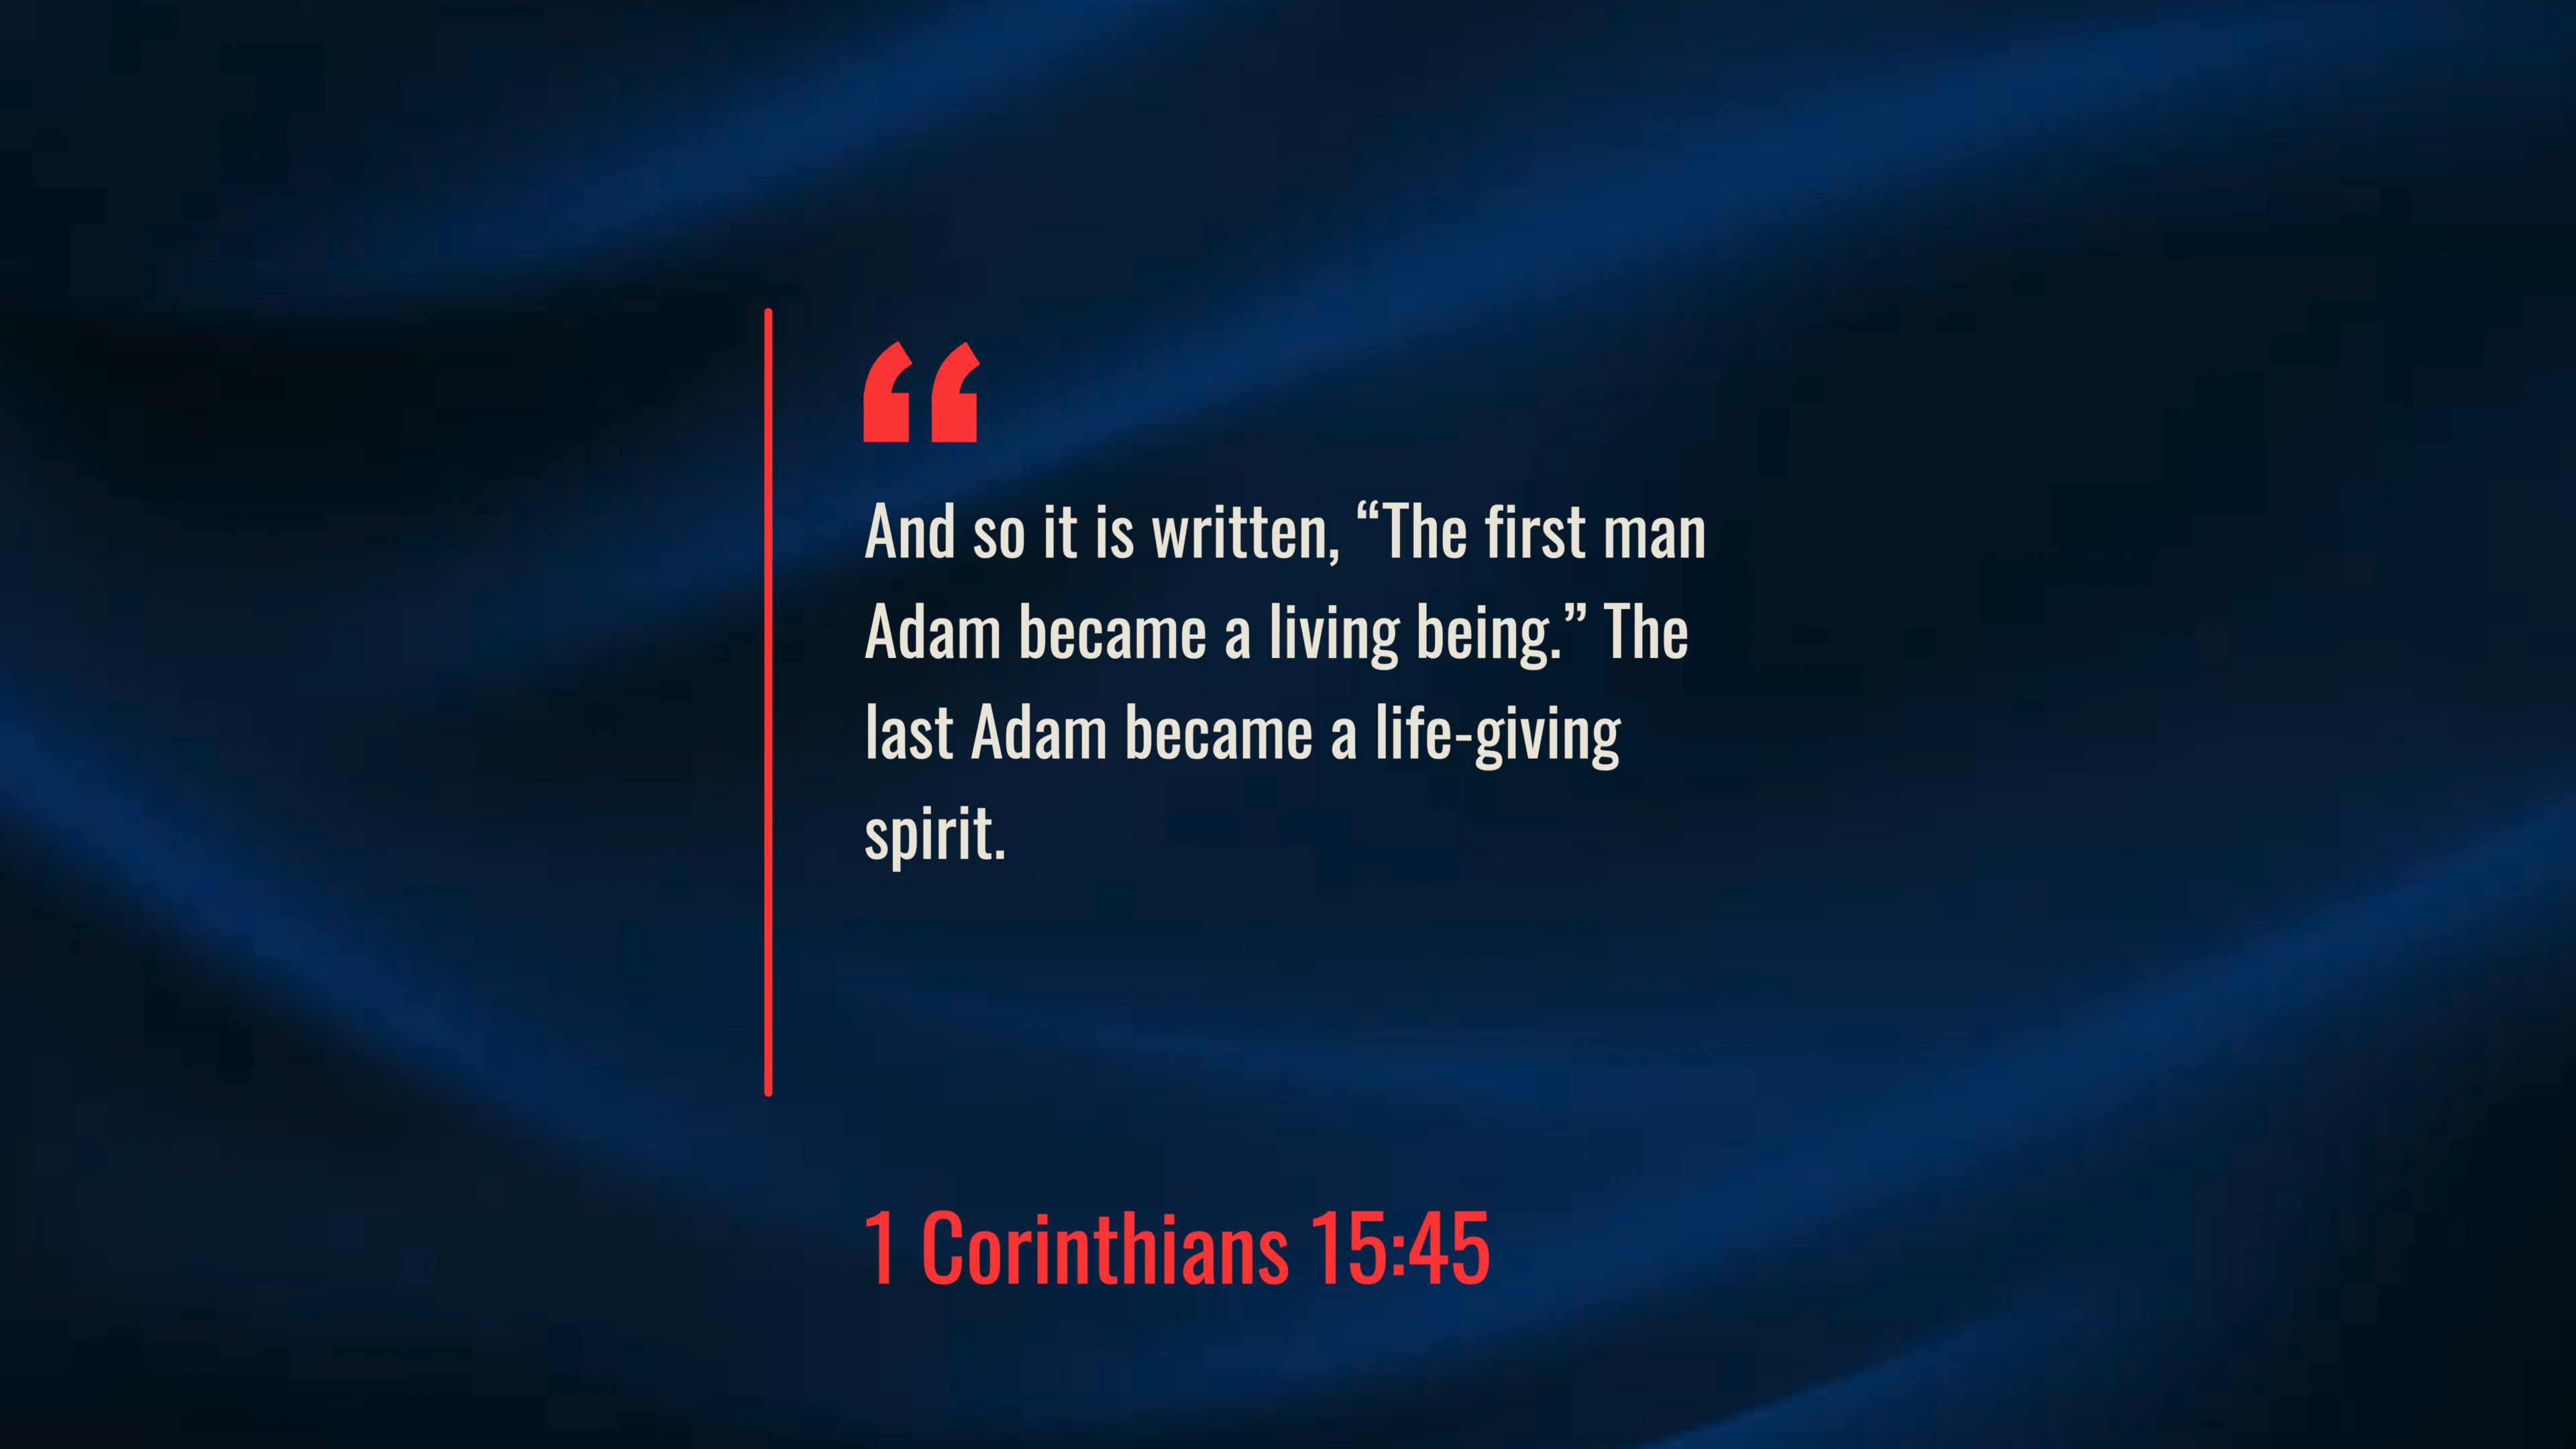 “
And so it is written, “The first man
Adam became a living being.” The
last Adam became a life-giving
spirit.
1 Corinthians 15:45